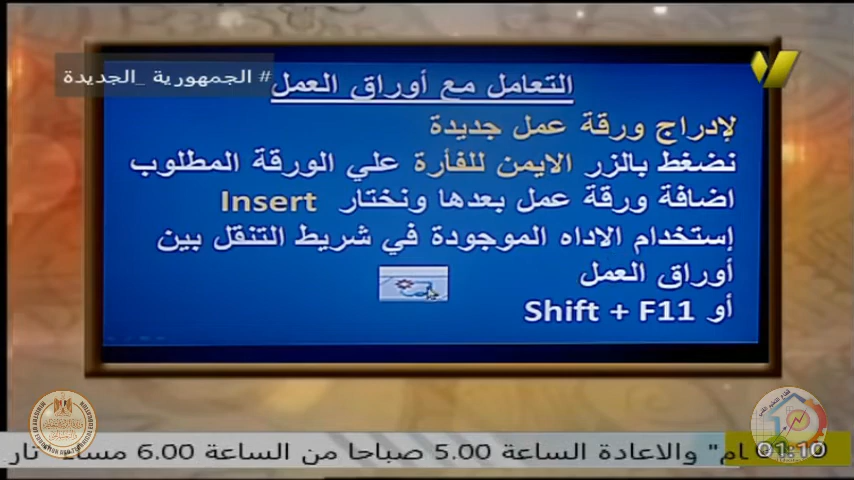 # الجمهورية _الجديدة
التعامل مع أوراق العمل
لإدراج ورقة عمل جديدة
نضغط بالزر الايمن للفأرة علي الورقة المطلوب
اضافة ورقة عمل بعدها ونختار Insert
إستخدام الاداه الموجودة في شريط التنقل بين
أوراق العمل
أو Shift + F11
ام" والاعادة الساعة 5.00 صباحا من الساعة 6.00 مساء
01:10